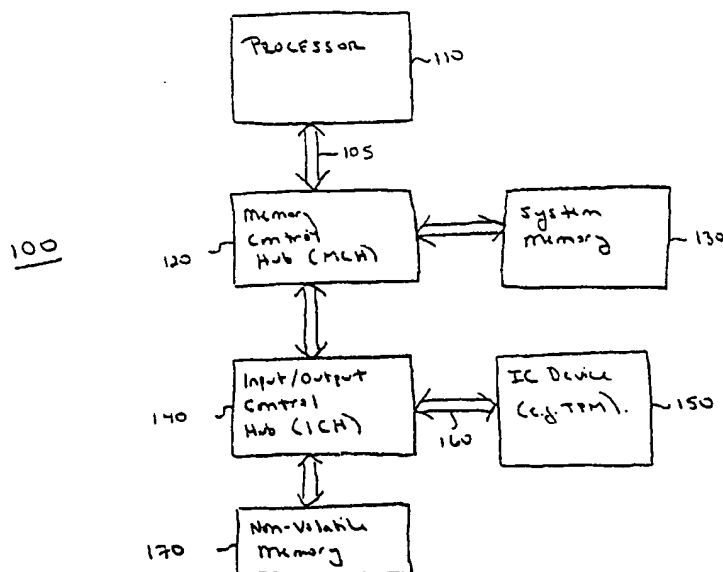 PROCESSOR
110
105
Memory
Control
Hub (MCH)
120
System
Memory
130
100
Input/Output
Control
Hub (ICH)
140
IC Device
(e.g. TPM).
150
160
Non-Volatile
Memory
170